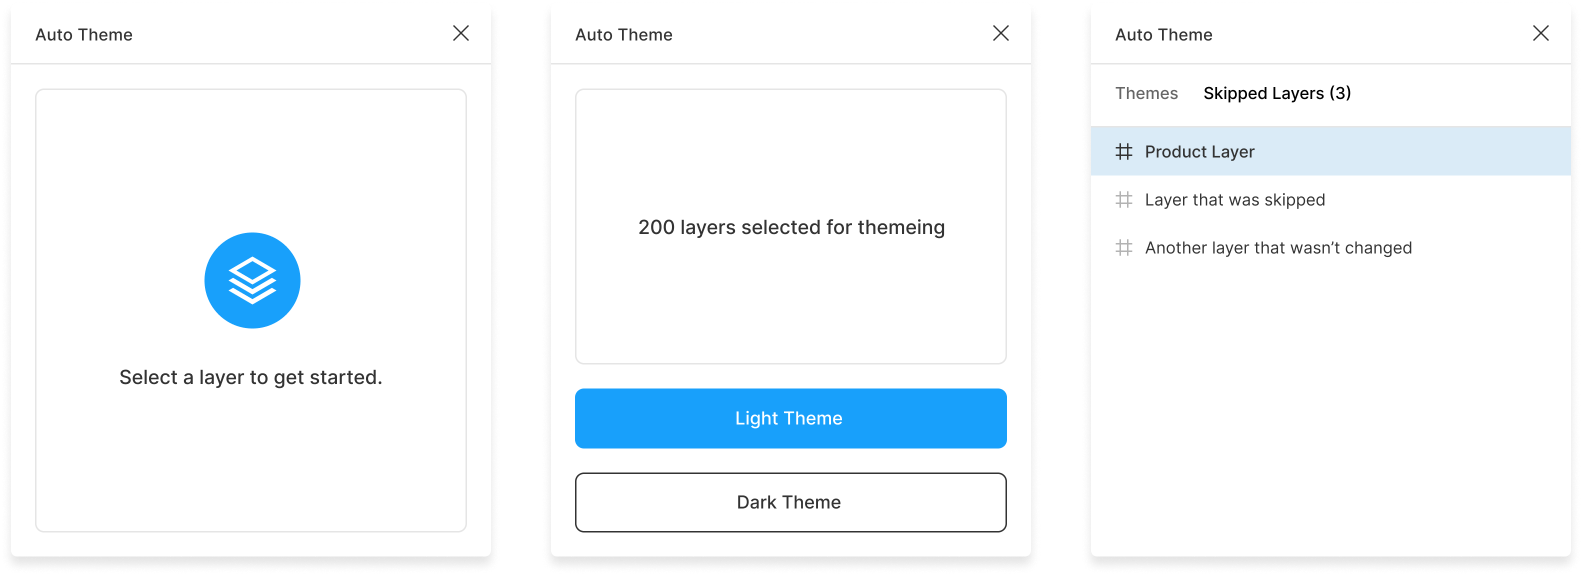 Auto Theme
Select a layer to get started.
Auto Theme
200 layers selected for themeing
Light Theme
Dark Theme
Auto Theme
Themes Skipped Layers (3)
Product Layer
Layer that was skipped
Another layer that wasn’t changed